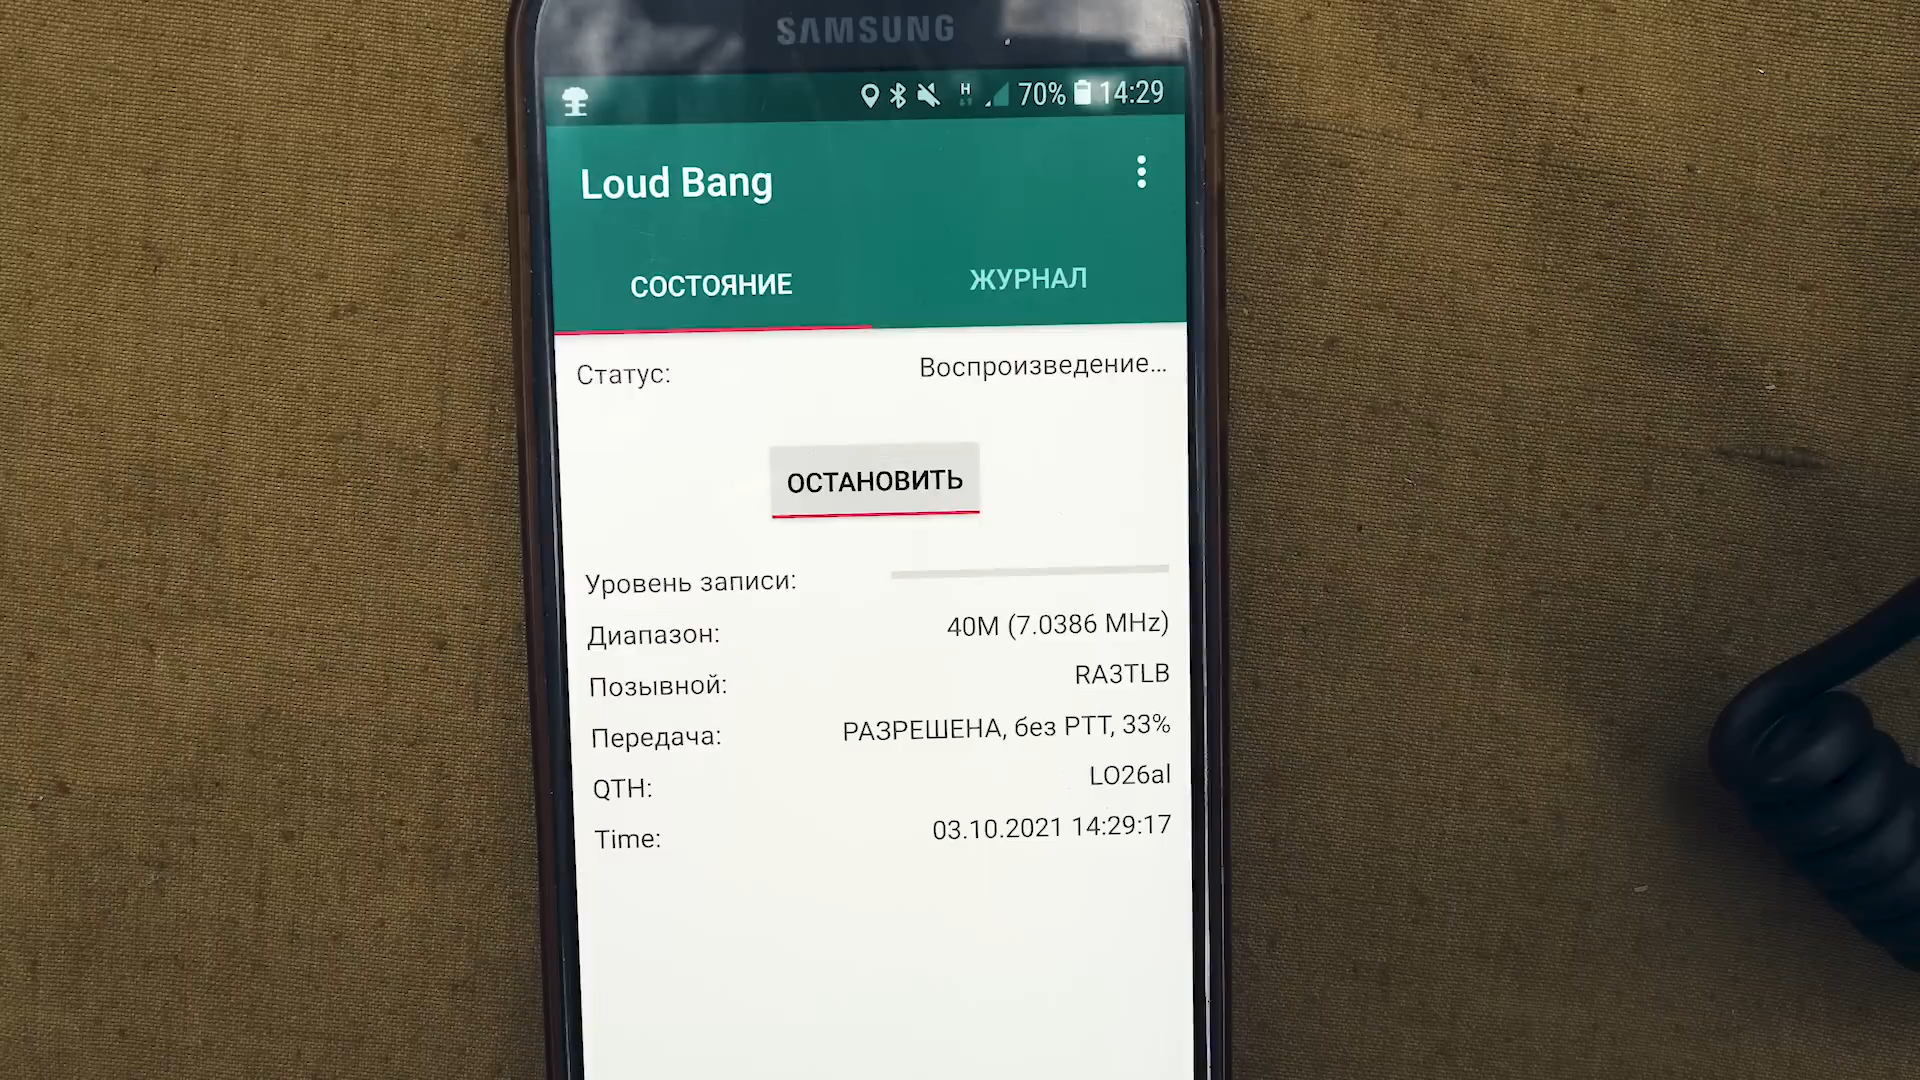 SAMSUNG
H 70% 14:29
Loud Bang
СОСТОЯНИЕ ЖУРНАЛ
Статус: Воспроизведение...
ОСТАНОВИТЬ
Уровень записи:
Диапазон: 40M (7.0386 MHz)
Позывной: RA3TLB
Передача: РАЗРЕШЕНА, без PTT, 33%
QTH: LO26al
Time: 03.10.2021 14:29:17